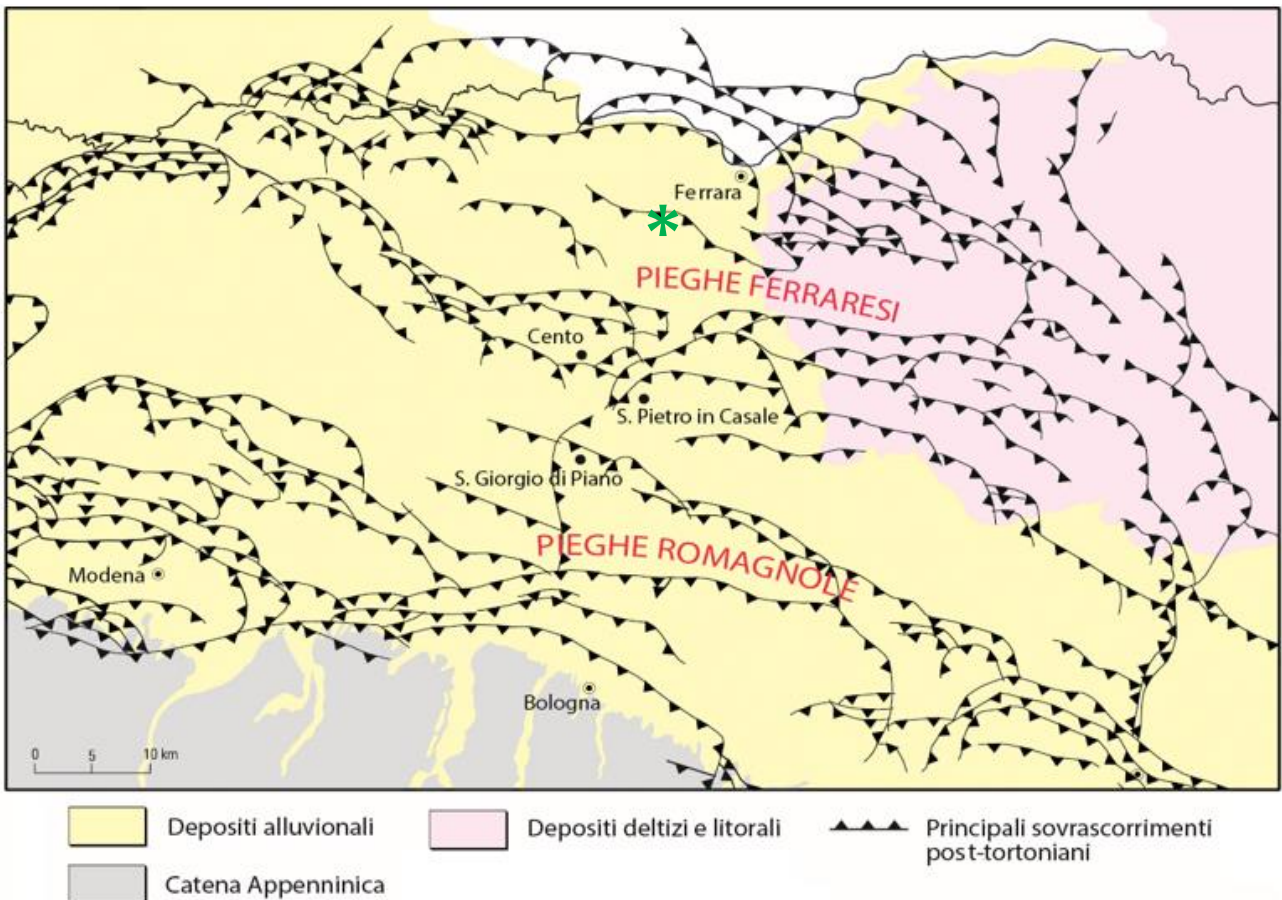 Ferrara
*
PIEGHE FERRARESI
Cento
S. Pietro in Casale
S. Giorgio di Piano
PIEGHE ROMAGNOLE
Modena
Bologna
0 5 10 km
Depositi alluvionali
Depositi deltizi e litorali
Principali sovrascorrimenti
post-tortoniani
Catena Appenninica